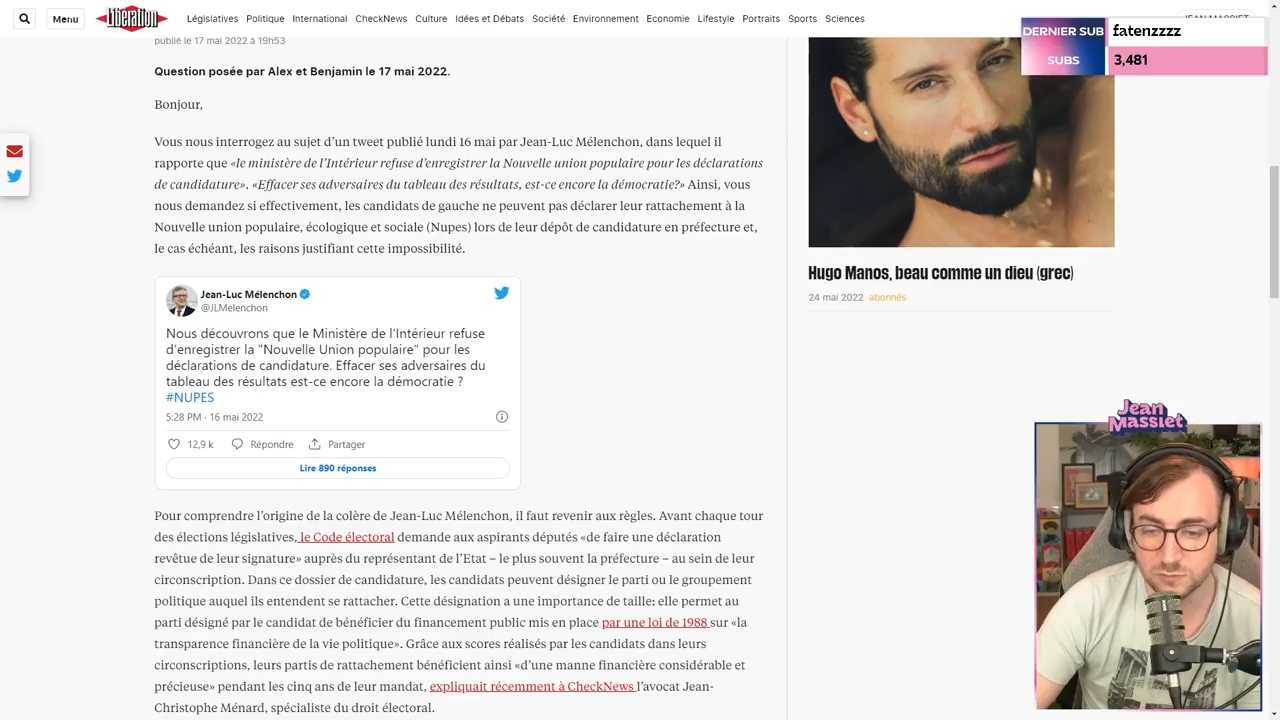 Menu
Libération
Législatives Politique International CheckNews Culture Idées et Débats Société Environnement Economie Lifestyle Portraits Sports Sciences
JEAN MASSIET
DERNIER SUB fatenzzzz
SUBS 3,481
publié le 17 mai 2022 à 19h53
Question posée par Alex et Benjamin le 17 mai 2022.
Bonjour,
Vous nous interrogez au sujet d’un tweet publié lundi 16 mai par Jean-Luc Mélenchon, dans lequel il
rapporte que «le ministère de l’Intérieur refuse d’enregistrer la Nouvelle union populaire pour les déclarations
de candidature». «Effacer ses adversaires du tableau des résultats, est-ce encore la démocratie?» Ainsi, vous
nous demandez si effectivement, les candidats de gauche ne peuvent pas déclarer leur rattachement à la
Nouvelle union populaire, écologique et sociale (Nupes) lors de leur dépôt de candidature en préfecture et,
le cas échéant, les raisons justifiant cette impossibilité.
Jean-Luc Mélenchon
@JLMelenchon
Nous découvrons que le Ministère de l'Intérieur refuse
d'enregistrer la "Nouvelle Union populaire" pour les
déclarations de candidature. Effacer ses adversaires du
tableau des résultats est-ce encore la démocratie ?
#NUPES
5:28 PM · 16 mai 2022
12,9 k Répondre Partager
Lire 890 réponses
Pour comprendre l’origine de la colère de Jean-Luc Mélenchon, il faut revenir aux règles. Avant chaque tour
des élections législatives, le Code électoral demande aux aspirants députés «de faire une déclaration
revêtue de leur signature» auprès du représentant de l’Etat – le plus souvent la préfecture – au sein de leur
circonscription. Dans ce dossier de candidature, les candidats peuvent désigner le parti ou le groupement
politique auquel ils entendent se rattacher. Cette désignation a une importance de taille: elle permet au
parti désigné par le candidat de bénéficier du financement public mis en place par une loi de 1988 sur «la
transparence financière de la vie politique». Grâce aux scores réalisés par les candidats dans leurs
circonscriptions, leurs partis de rattachement bénéficient ainsi «d’une manne financière considérable et
précieuse» pendant les cinq ans de leur mandat, expliquait récemment à CheckNews l’avocat Jean-
Christophe Ménard, spécialiste du droit électoral.
Hugo Manos, beau comme un dieu (grec)
24 mai 2022 abonnés
Jean
Massiet